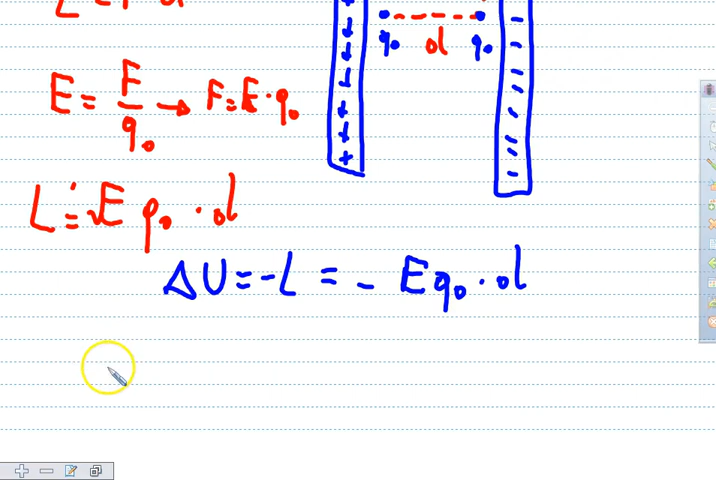 d
q₀ q₀
E = F/q₀ → F = E · q₀
L = E q₀ · d
ΔU = -L = - E q₀ · d